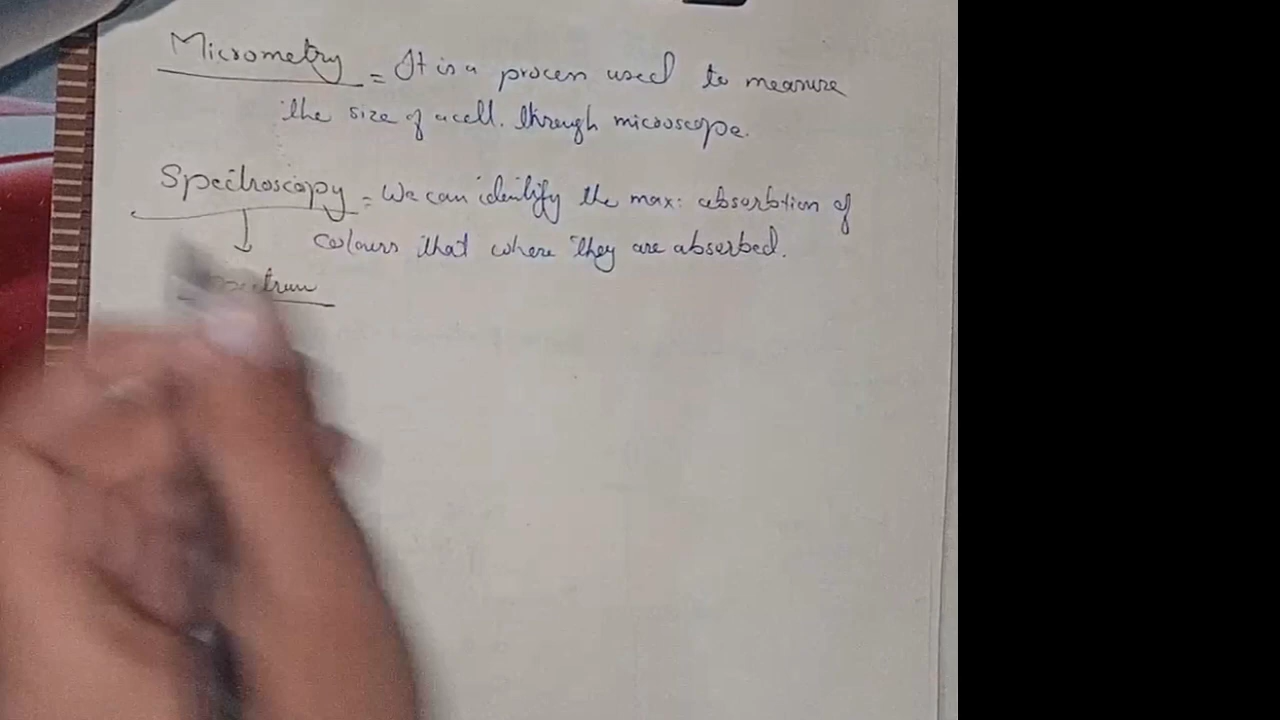 Micrometry = It is a process used to measure
the size of a cell. through microscope.
Spectroscopy = We can identify the max: absorbtion of
colours that where they are absorbed.